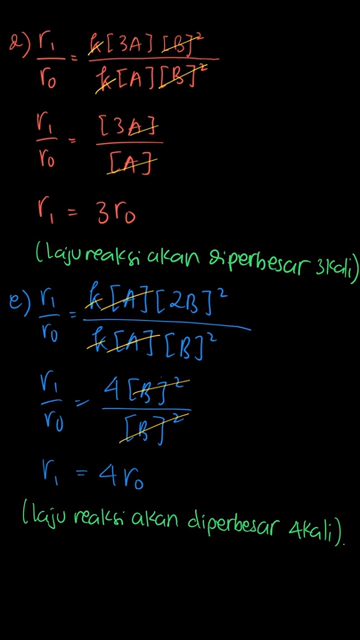 d) r₁/r₀ = k[3A][B]²/k[A][B]²
r₁/r₀ = [3A]/[A]
r₁ = 3r₀
(laju reaksi akan diperbesar 3kali)
e) r₁/r₀ = k[A][2B]²/k[A][B]²
r₁/r₀ = 4[B]²/[B]²
r₁ = 4r₀
(laju reaksi akan diperbesar 4kali).